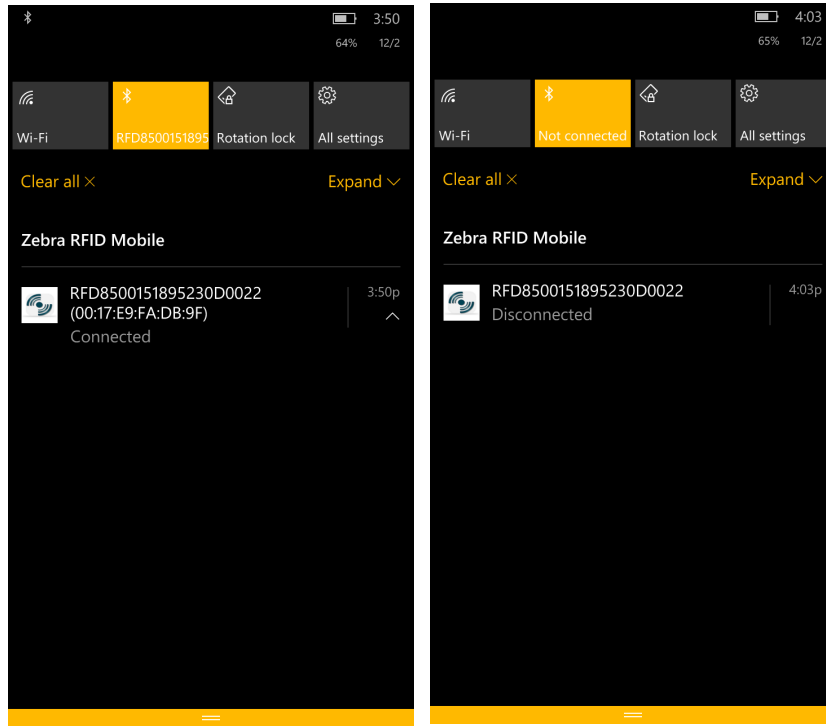 3:50
64% 12/2
Wi-Fi RFD8500151895 Rotation lock All settings
Clear all Expand
Zebra RFID Mobile
RFD8500151895230D0022 3:50p
(00:17:E9:FA:DB:9F)
Connected
4:03
65% 12/2
Wi-Fi Not connected Rotation lock All settings
Clear all Expand
Zebra RFID Mobile
RFD8500151895230D0022 4:03p
Disconnected